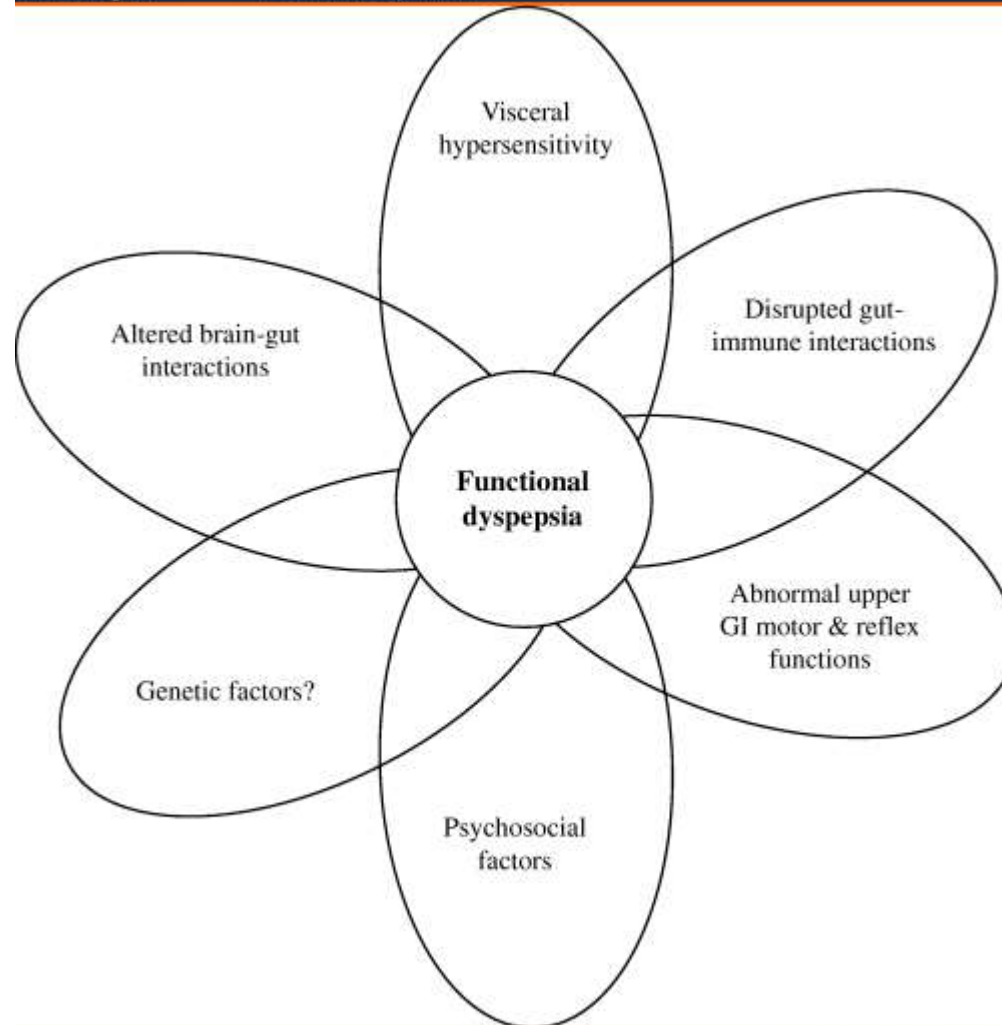 Visceral
hypersensitivity
Disrupted gut-
immune interactions
Altered brain-gut
interactions
Functional
dyspepsia
Abnormal upper
GI motor & reflex
functions
Genetic factors?
Psychosocial
factors